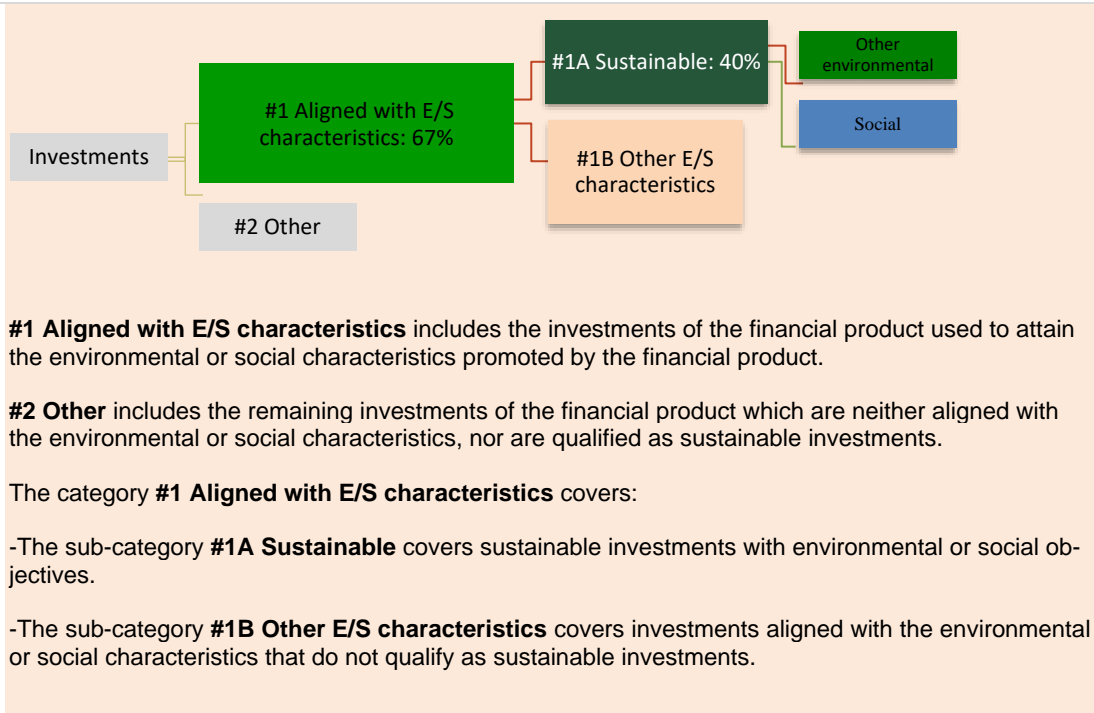 Other
environmental
#1A Sustainable: 40%
#1 Aligned with E/S
characteristics: 67%
Social
Investments
#1B Other E/S
characteristics
#2 Other
#1 Aligned with E/S characteristics includes the investments of the financial product used to attain
the environmental or social characteristics promoted by the financial product.
#2 Other includes the remaining investments of the financial product which are neither aligned with
the environmental or social characteristics, nor are qualified as sustainable investments.
The category #1 Aligned with E/S characteristics covers:
-The sub-category #1A Sustainable covers sustainable investments with environmental or social ob-
jectives.
-The sub-category #1B Other E/S characteristics covers investments aligned with the environmental
or social characteristics that do not qualify as sustainable investments.